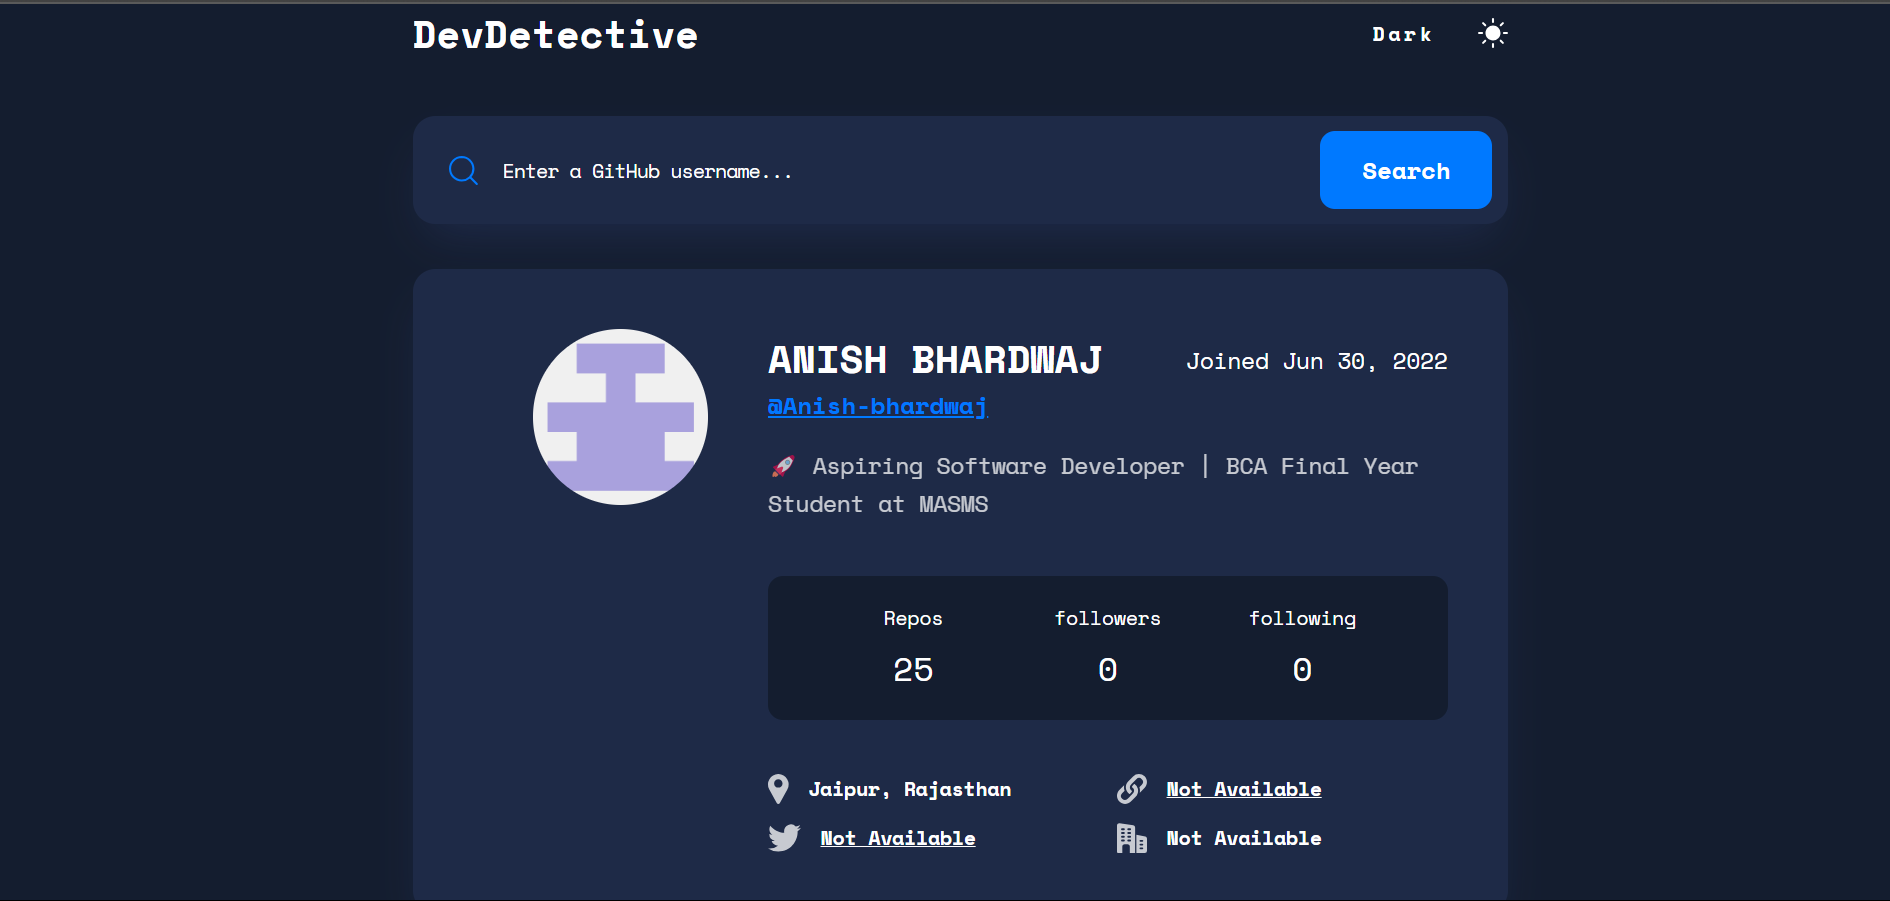 DevDetective
Dark
Enter a GitHub username...
Search
ANISH BHARDWAJ
Joined Jun 30, 2022
@Anish-bhardwaj
🚀 Aspiring Software Developer | BCA Final Year
Student at MASMS
Repos followers following
25 0 0
Jaipur, Rajasthan
Not Available
Not Available
Not Available